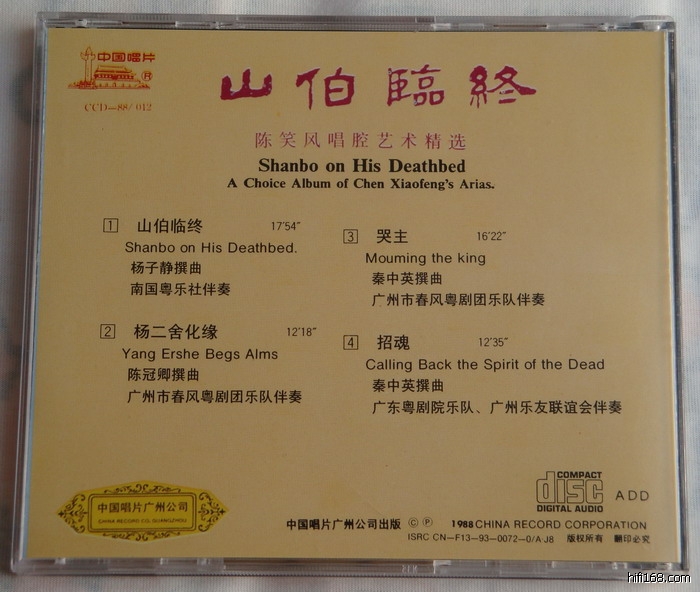 中国唱片
CCD—88/012
山伯臨終
陈笑风唱腔艺术精选
Shanbo on His Deathbed
A Choice Album of Chen Xiaofeng's Arias.
1 山伯临终 17′54″
Shanbo on His Deathbed.
杨子静撰曲
南国粤乐社伴奏
2 杨二舍化缘 12′18″
Yang Ershe Begs Alms
陈冠卿撰曲
广州市春风粤剧团乐队伴奏
3 哭主 16′22″
Mouming the king
秦中英撰曲
广州市春风粤剧团乐队伴奏
4 招魂 12′35″
Calling Back the Spirit of the Dead
秦中英撰曲
广东粤剧院乐队、广州乐友联谊会伴奏
中国唱片广州公司
CHINA RECORD CO. GUANGZHOU
COMPACT
disc
DIGITAL AUDIO
ADD
中国唱片广州公司出版 Ⓒ Ⓟ 1988 CHINA RECORD CORPORATION
ISRC CN—F13—93—0072—0/A J8 版权所有 翻印必究
hifi168.com